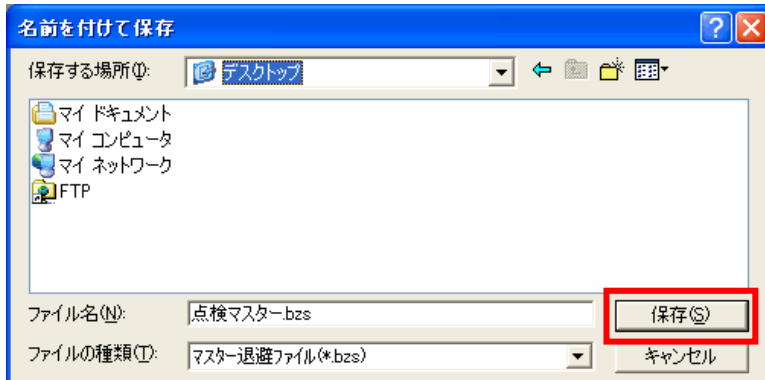 名前を付けて保存
保存する場所(I): デスクトップ
マイ ドキュメント
マイ コンピュータ
マイ ネットワーク
FTP
ファイル名(N): 点検マスター.bzs 保存(S)
ファイルの種類(T): マスター退避ファイル(*.bzs) キャンセル